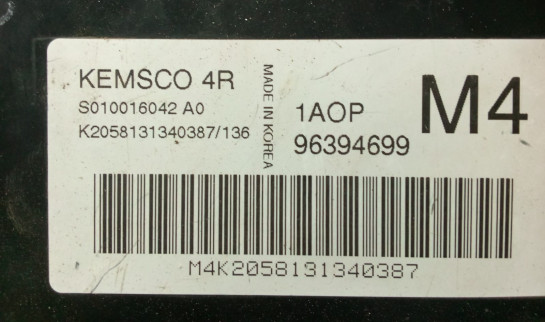 KEMSCO 4R
S010016042 A0
K2058131340387/136
MADE IN KOREA
1AOP
96394699
M4
M4K2058131340387